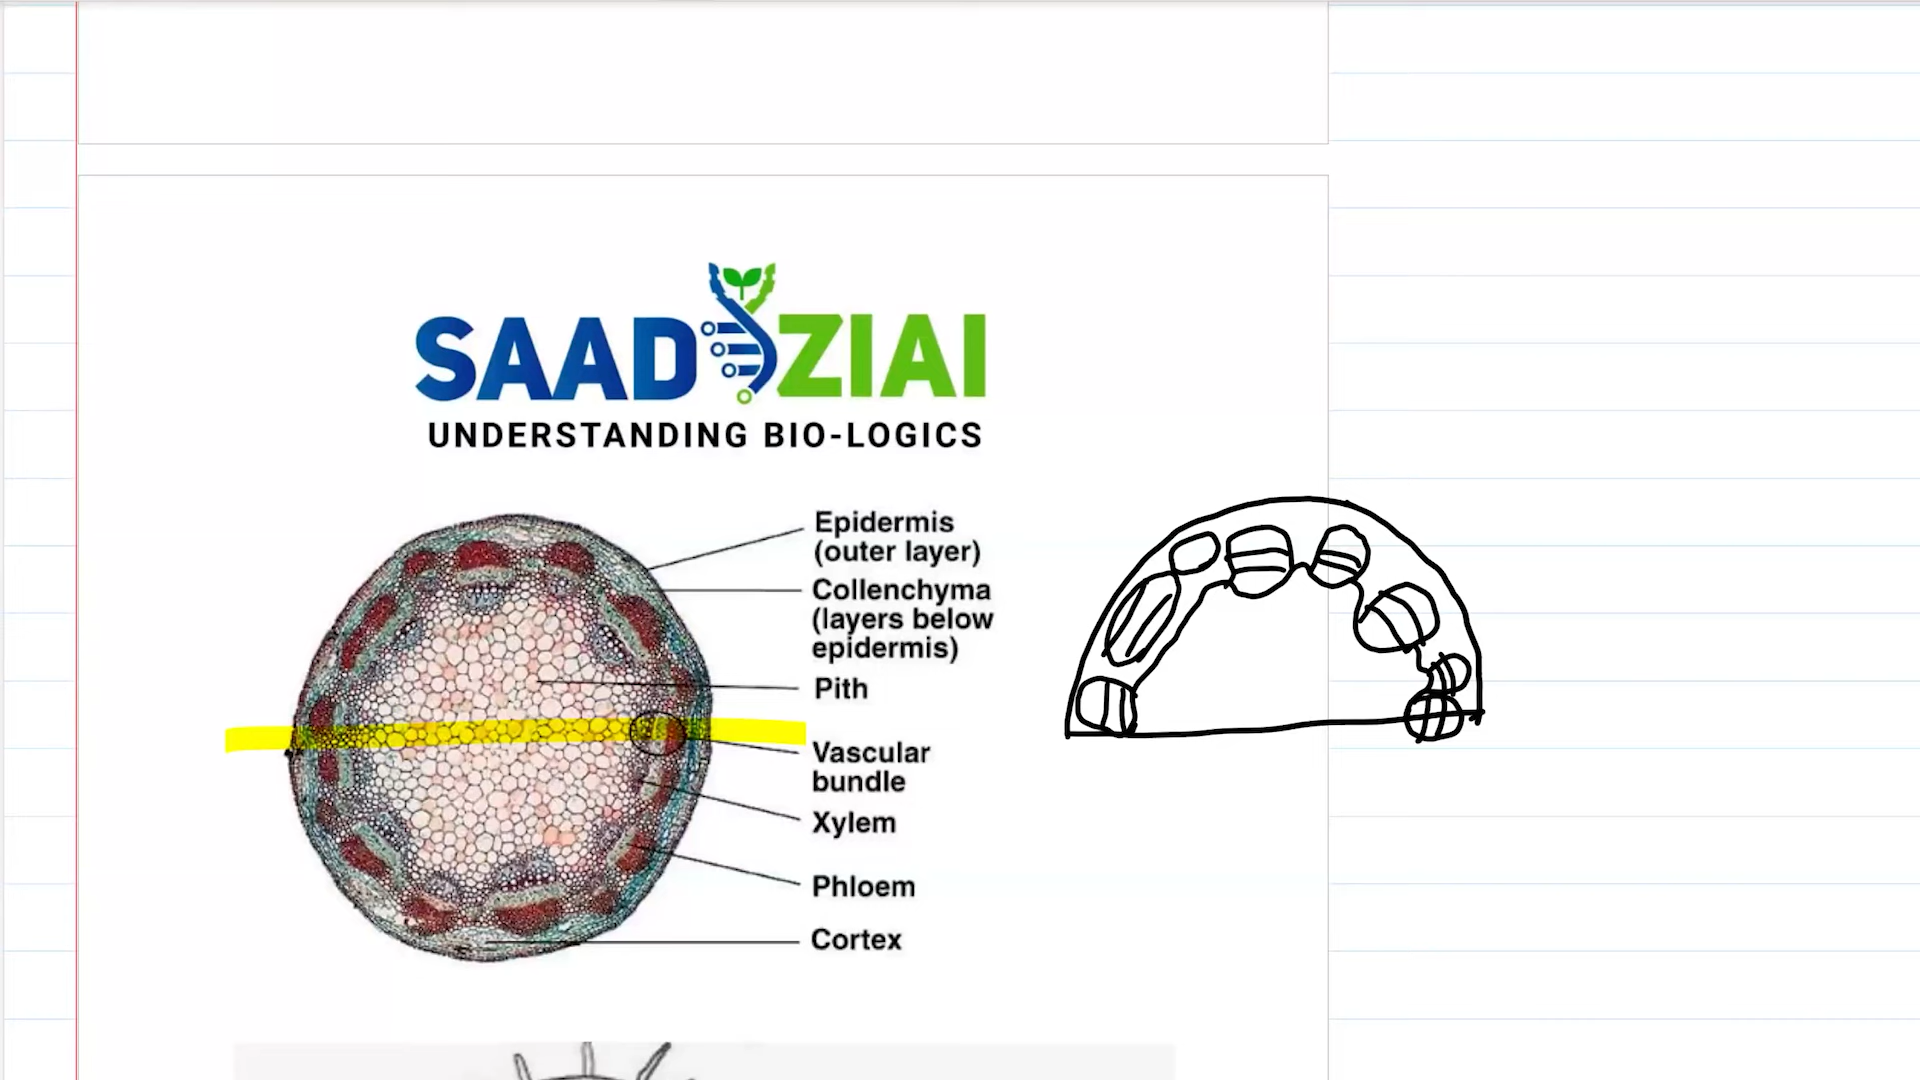 SAAD ZIAI
UNDERSTANDING BIO-LOGICS
Epidermis
(outer layer)
Collenchyma
(layers below
epidermis)
Pith
Vascular
bundle
Xylem
Phloem
Cortex